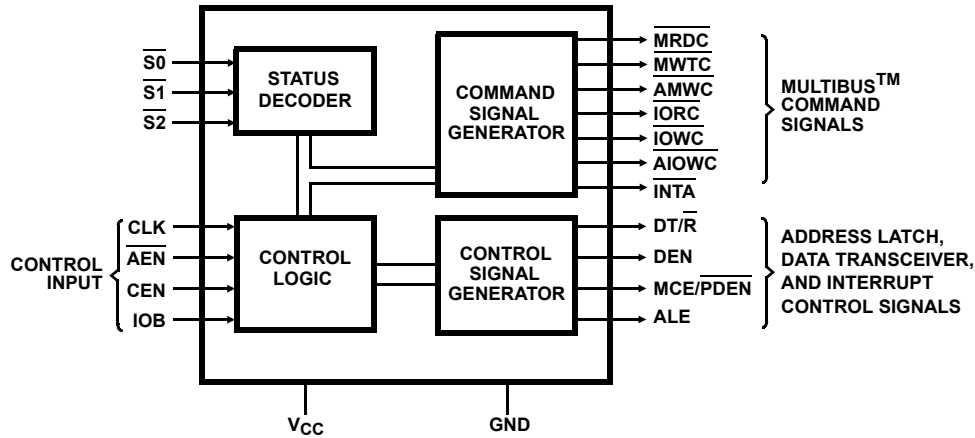 S0
S1
S2
STATUS
DECODER
COMMAND
SIGNAL
GENERATOR
MRDC
MWTC
AMWC
IORC
IOWC
AIOWC
INTA
MULTIBUS™
COMMAND
SIGNALS
CONTROL
INPUT
CLK
AEN
CEN
IOB
CONTROL
LOGIC
CONTROL
SIGNAL
GENERATOR
DT/R
DEN
MCE/PDEN
ALE
ADDRESS LATCH,
DATA TRANSCEIVER,
AND INTERRUPT
CONTROL SIGNALS
VCC
GND